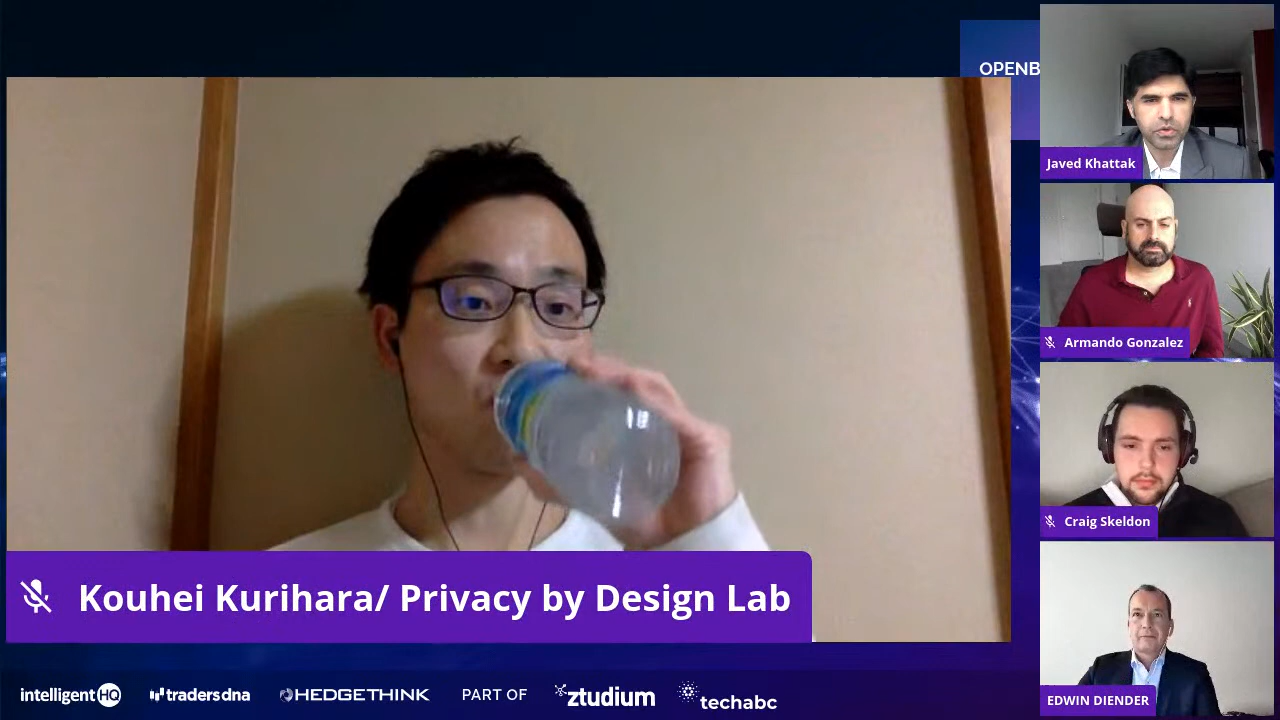 OPENB
Javed Khattak
Armando Gonzalez
Craig Skeldon
EDWIN DIENDER
Kouhei Kurihara/ Privacy by Design Lab
intelligentHQ
tradersdna
HEDGETHINK
PART OF
ztudium
techabc